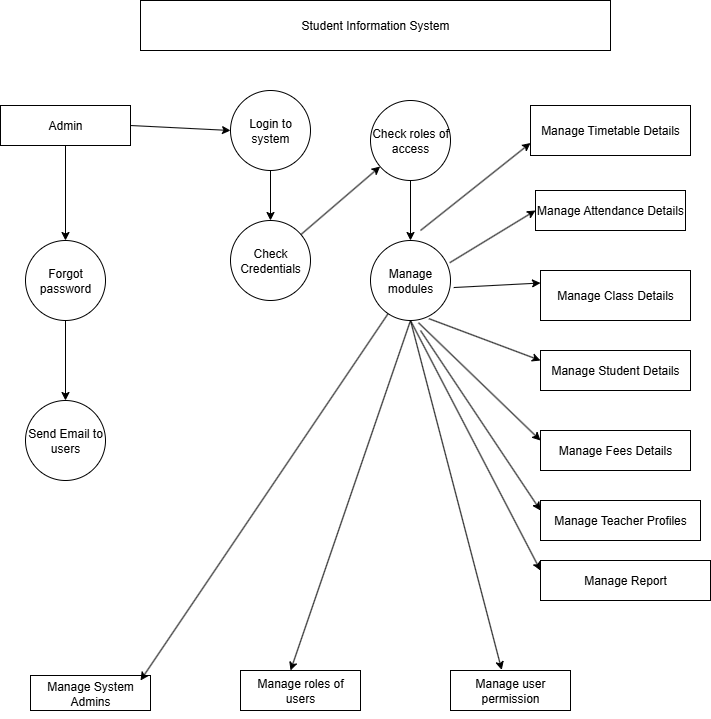 Student Information System
Admin
Login to
system
Check roles of
access
Manage Timetable Details
Manage Attendance Details
Forgot
password
Check
Credentials
Manage
modules
Manage Class Details
Manage Student Details
Send Email to
users
Manage Fees Details
Manage Teacher Profiles
Manage Report
Manage System
Admins
Manage roles of
users
Manage user
permission